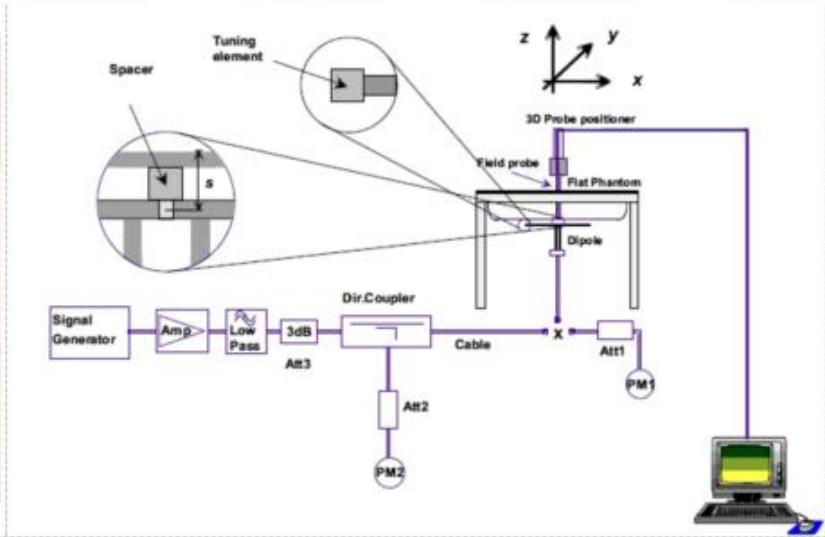 Tuning
element
Spacer
z
y
x
3D Probe positioner
s
Field probe
Flat Phantom
Dipole
Dir.Coupler
Signal
Generator
Amp
Low
Pass
3dB
Att3
Cable
x
Att1
PM1
Att2
PM2